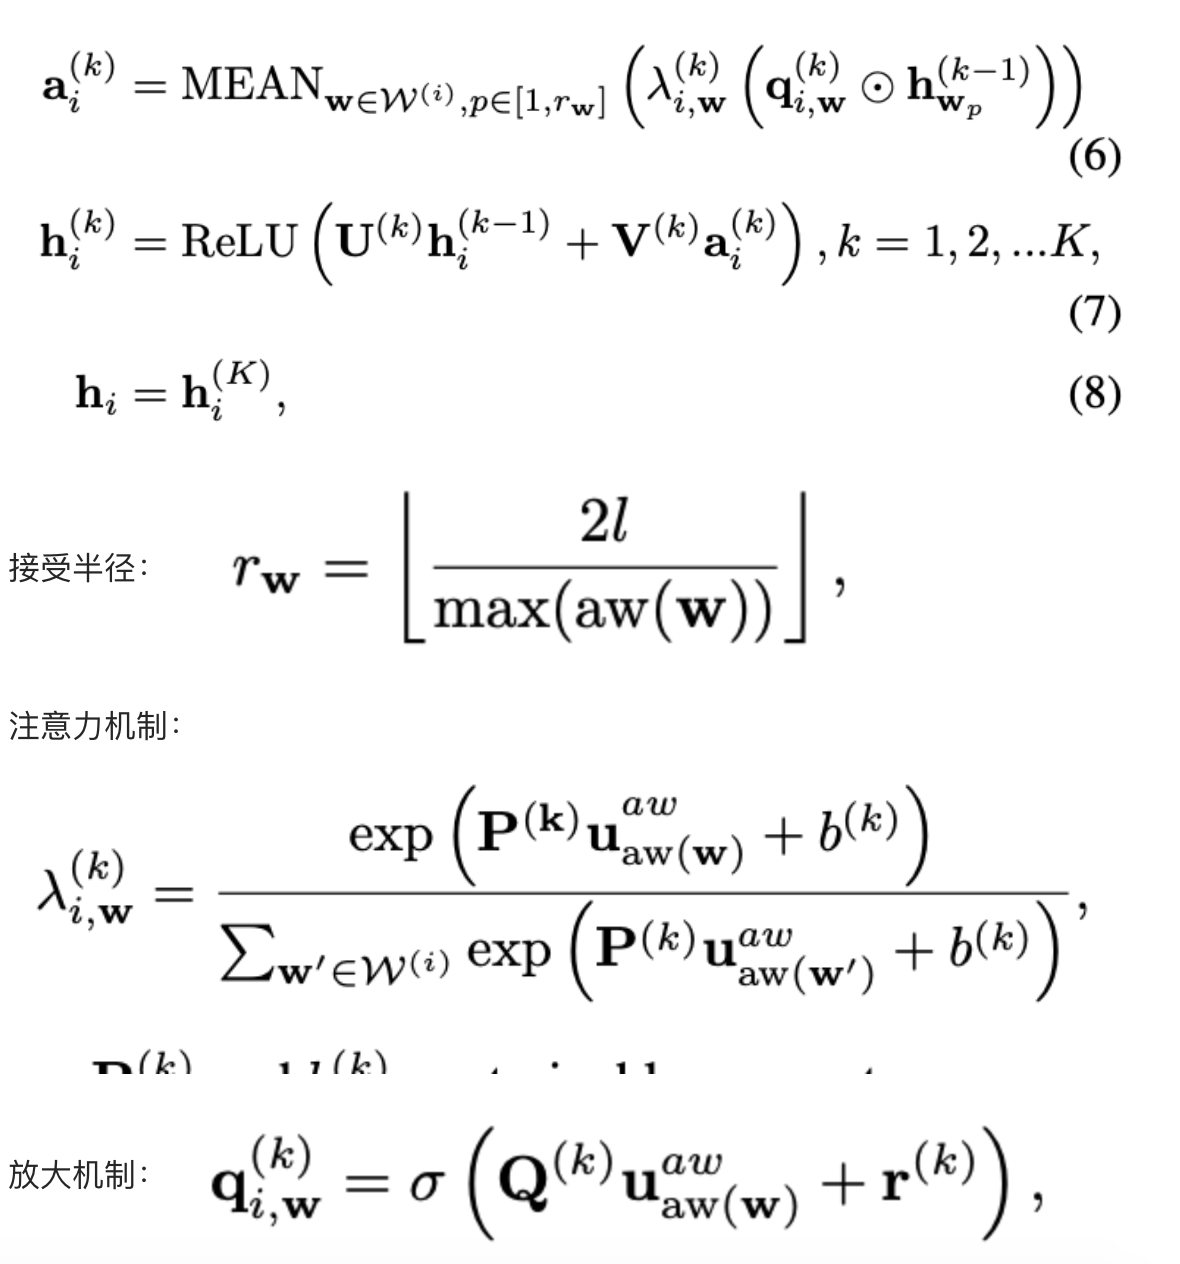 a_i^{(k)} = MEAN_{w∈𝒲^{(i)}, p∈[1,r_w]} (λ_{i,w}^{(k)} (q_{i,w}^{(k)} ⊙ h_{w_p}^{(k−1)}))
(6)
h_i^{(k)} = ReLU (U^{(k)} h_i^{(k−1)} + V^{(k)} a_i^{(k)}), k = 1, 2, ...K,
(7)
h_i = h_i^{(K)}, (8)
接受半径: r_w = ⌊ 2l / max(aw(w)) ⌋,
注意力机制:
λ_{i,w}^{(k)} = exp (P^{(k)} u_{aw(w)}^{aw} + b^{(k)}) / ∑_{w′∈𝒲^{(i)}} exp (P^{(k)} u_{aw(w′)}^{aw} + b^{(k)}),
放大机制: q_{i,w}^{(k)} = σ (Q^{(k)} u_{aw(w)}^{aw} + r^{(k)}),